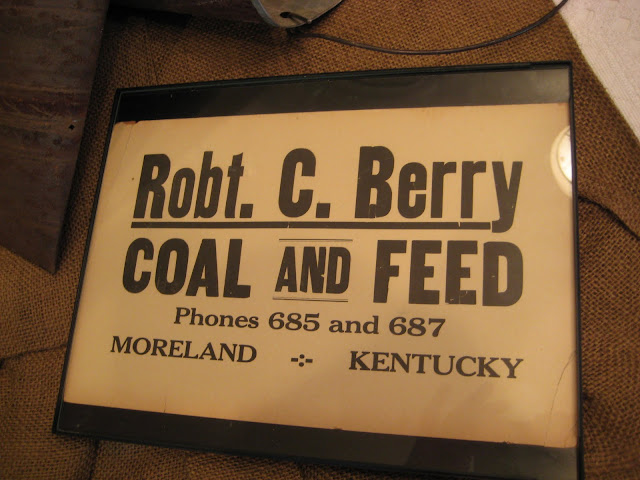 Robt. C. Berry
COAL AND FEED
Phones 685 and 687
MORELAND KENTUCKY